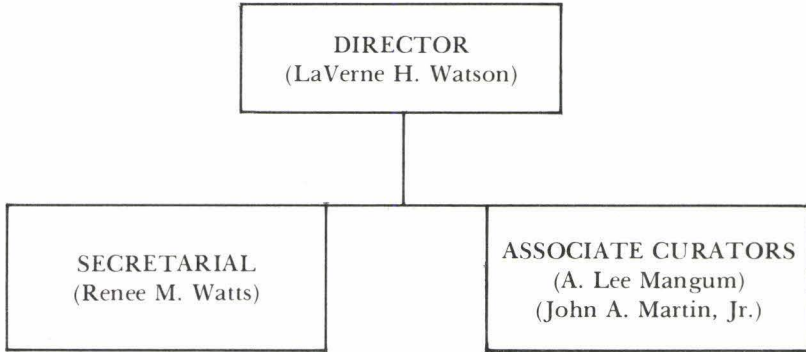 DIRECTOR
(LaVerne H. Watson)
SECRETARIAL
(Renee M. Watts)
ASSOCIATE CURATORS
(A. Lee Mangum)
(John A. Martin, Jr.)